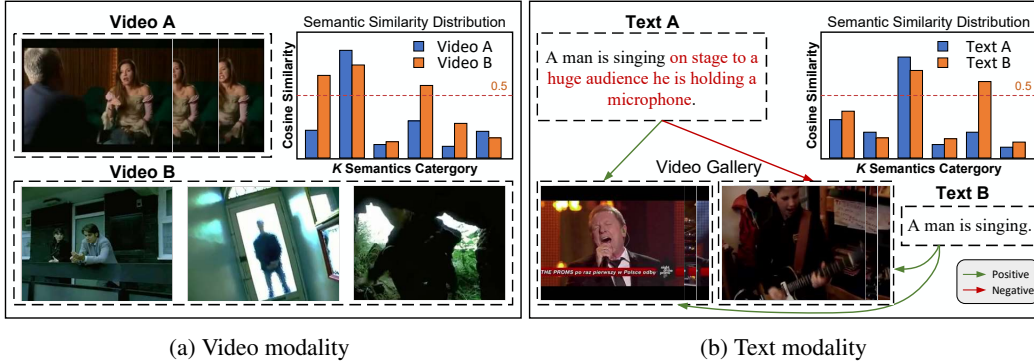 Video A
Semantic Similarity Distribution
Cosine Similarity
Video A
Video B
0.5
K Semantics Catergory
Video B
(a) Video modality
Text A
A man is singing on stage to a
huge audience he is holding a
microphone.
Semantic Similarity Distribution
Cosine Similarity
Text A
Text B
0.5
K Semantics Catergory
Video Gallery
THE PROMS po raz pierwszy w Polsce odby
Text B
A man is singing.
Positive
Negative
(b) Text modality